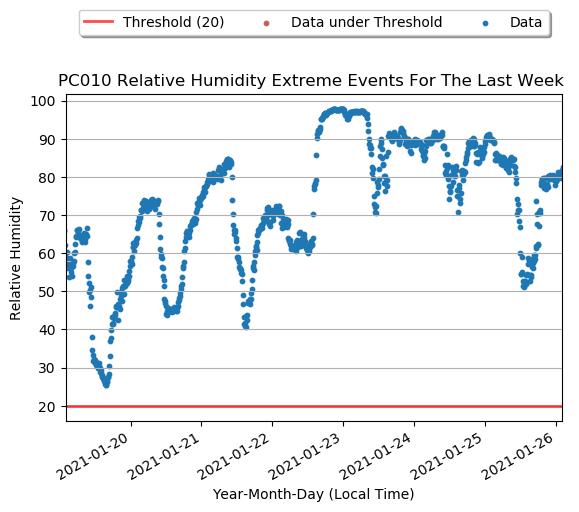 Threshold (20) Data under Threshold Data
PC010 Relative Humidity Extreme Events For The Last Week
100
90
80
70
60
50
40
30
20
Relative Humidity
2021-01-20 2021-01-21 2021-01-22 2021-01-23 2021-01-24 2021-01-25 2021-01-26
Year-Month-Day (Local Time)